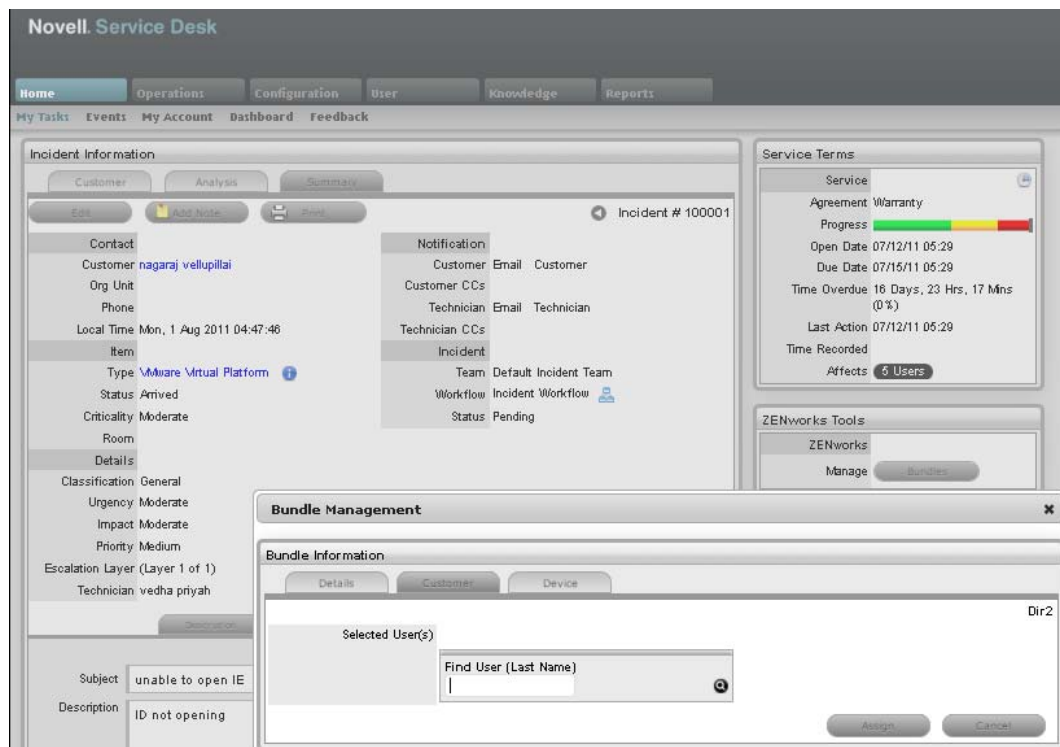 Novell. Service Desk
Home Operations Configuration User Knowledge Reports
My Tasks Events My Account Dashboard Feedback
Incident Information
Customer Analysis Summary
Edit Add Note Print Incident # 100001
Contact
Customer nagaraj vellupillai
Org Unit
Phone
Local Time Mon, 1 Aug 2011 04:47:46
Item
Type VMware Virtual Platform
Status Arrived
Criticality Moderate
Room
Details
Classification General
Urgency Moderate
Impact Moderate
Priority Medium
Escalation Layer (Layer 1 of 1)
Technician vedha priyah
Description
Subject unable to open IE
Description ID not opening
Notification
Customer Email Customer
Customer CCs
Technician Email Technician
Technician CCs
Incident
Team Default Incident Team
Workflow Incident Workflow
Status Pending
Service Terms
Service
Agreement Warranty
Progress
Open Date 07/12/11 05:29
Due Date 07/15/11 05:29
Time Overdue 16 Days, 23 Hrs, 17 Mins
(0%)
Last Action 07/12/11 05:29
Time Recorded
Affects 5 Users
ZENworks Tools
ZENworks
Manage Bundles
Bundle Management
Bundle Information
Details Customer Device
Dir2
Selected User(s)
Find User (Last Name)
Assign Cancel